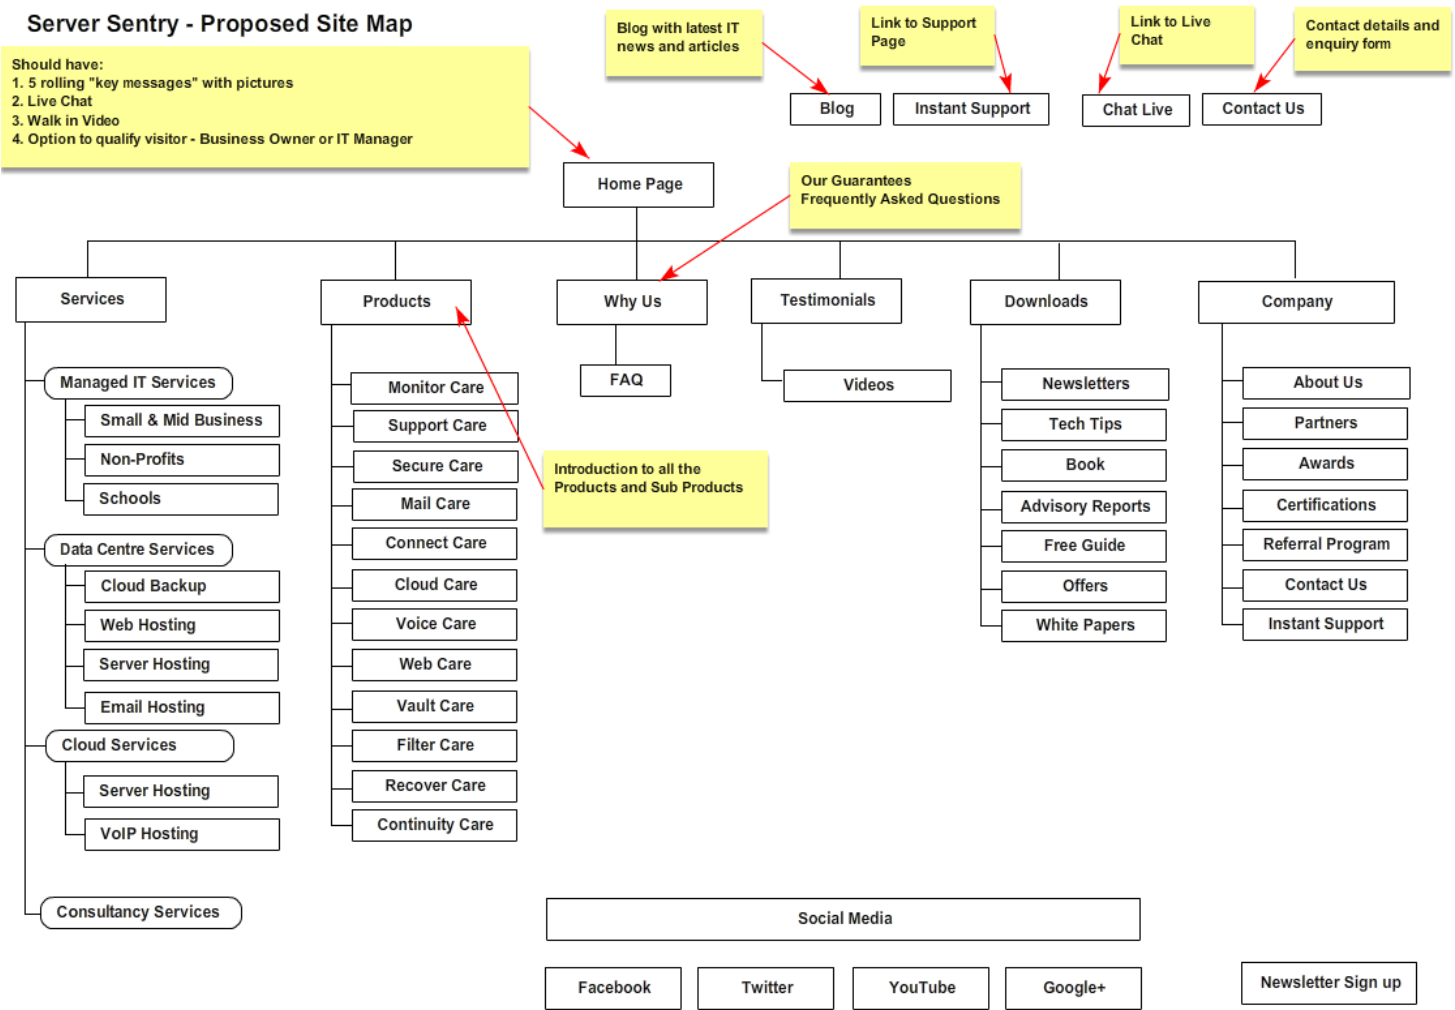 Server Sentry - Proposed Site Map
Should have:
1. 5 rolling "key messages" with pictures
2. Live Chat
3. Walk in Video
4. Option to qualify visitor - Business Owner or IT Manager
Blog with latest IT
news and articles
Link to Support
Page
Link to Live
Chat
Contact details and
enquiry form
Blog
Instant Support
Chat Live
Contact Us
Home Page
Our Guarantees
Frequently Asked Questions
Services
Products
Why Us
Testimonials
Downloads
Company
Managed IT Services
Small & Mid Business
Non-Profits
Schools
Data Centre Services
Cloud Backup
Web Hosting
Server Hosting
Email Hosting
Cloud Services
Server Hosting
VoIP Hosting
Consultancy Services
Monitor Care
Support Care
Secure Care
Mail Care
Connect Care
Cloud Care
Voice Care
Web Care
Vault Care
Filter Care
Recover Care
Continuity Care
Introduction to all the
Products and Sub Products
FAQ
Videos
Newsletters
Tech Tips
Book
Advisory Reports
Free Guide
Offers
White Papers
About Us
Partners
Awards
Certifications
Referral Program
Contact Us
Instant Support
Social Media
Facebook
Twitter
YouTube
Google+
Newsletter Sign up